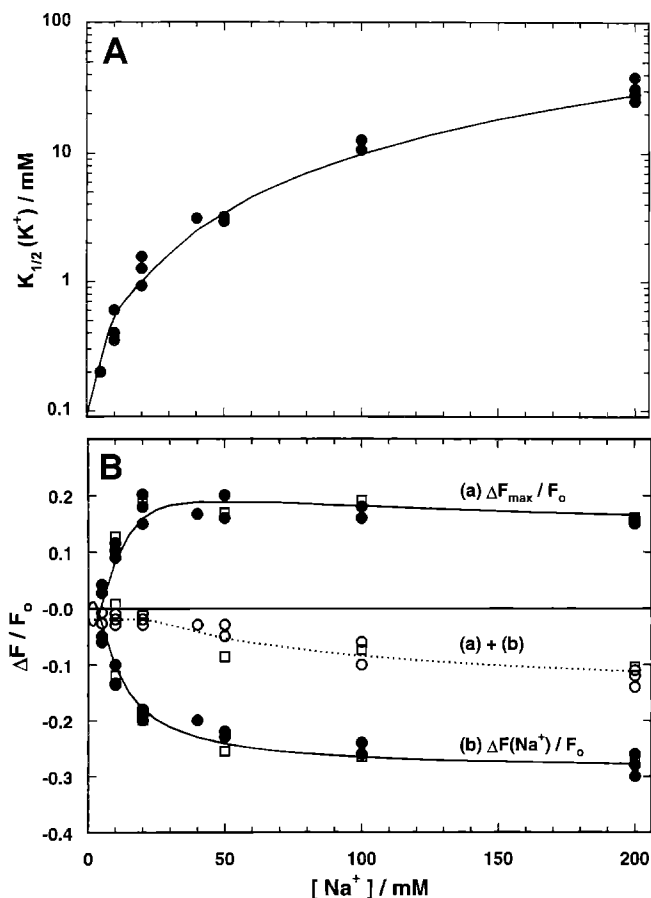 A
100
10
1
0.1
K1/2 (K+) / mM
B
0.2
0.1
-0.0
-0.1
-0.2
-0.3
-0.4
ΔF / Fo
(a) ΔFmax / Fo
(a) + (b)
(b) ΔF(Na+) / Fo
0 50 100 150 200
[ Na+ ] / mM